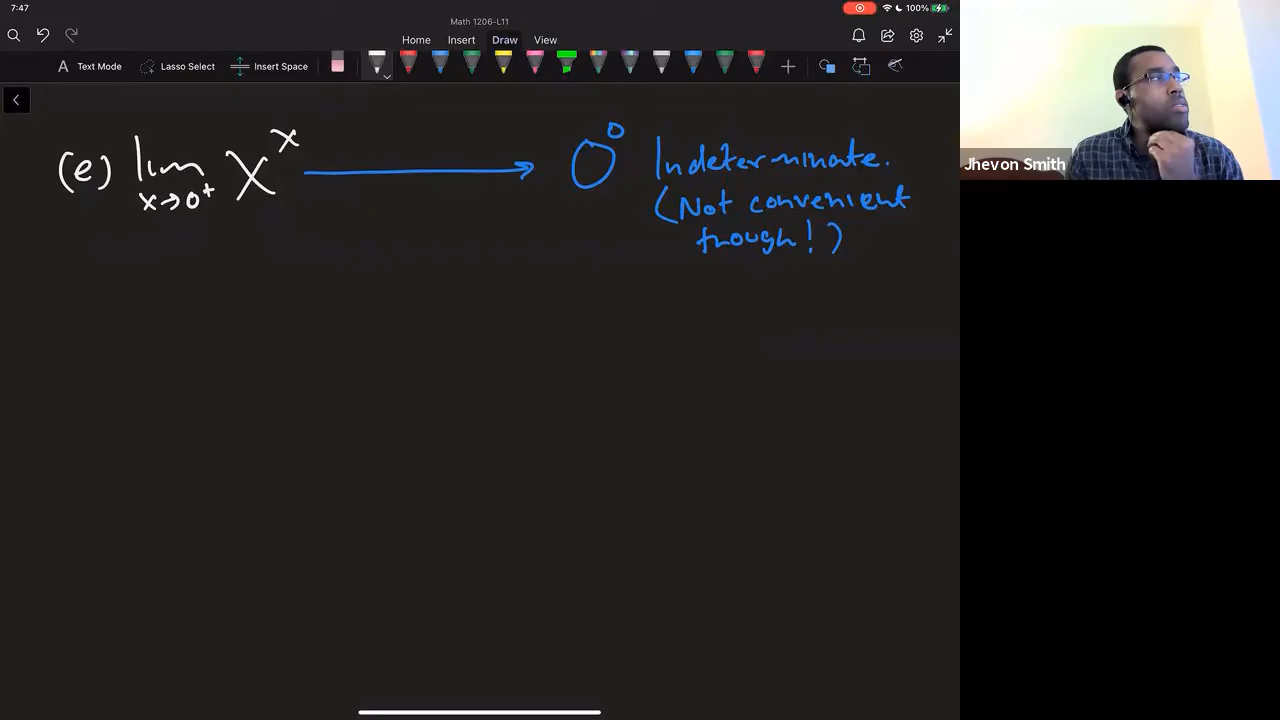 7:47
100%
Math 1206-L11
Home Insert Draw View
A Text Mode Lasso Select Insert Space
Jhevon Smith
(e) lim x→0⁺ x^x → 0^0 Indeterminate.
(Not convenient
though!)